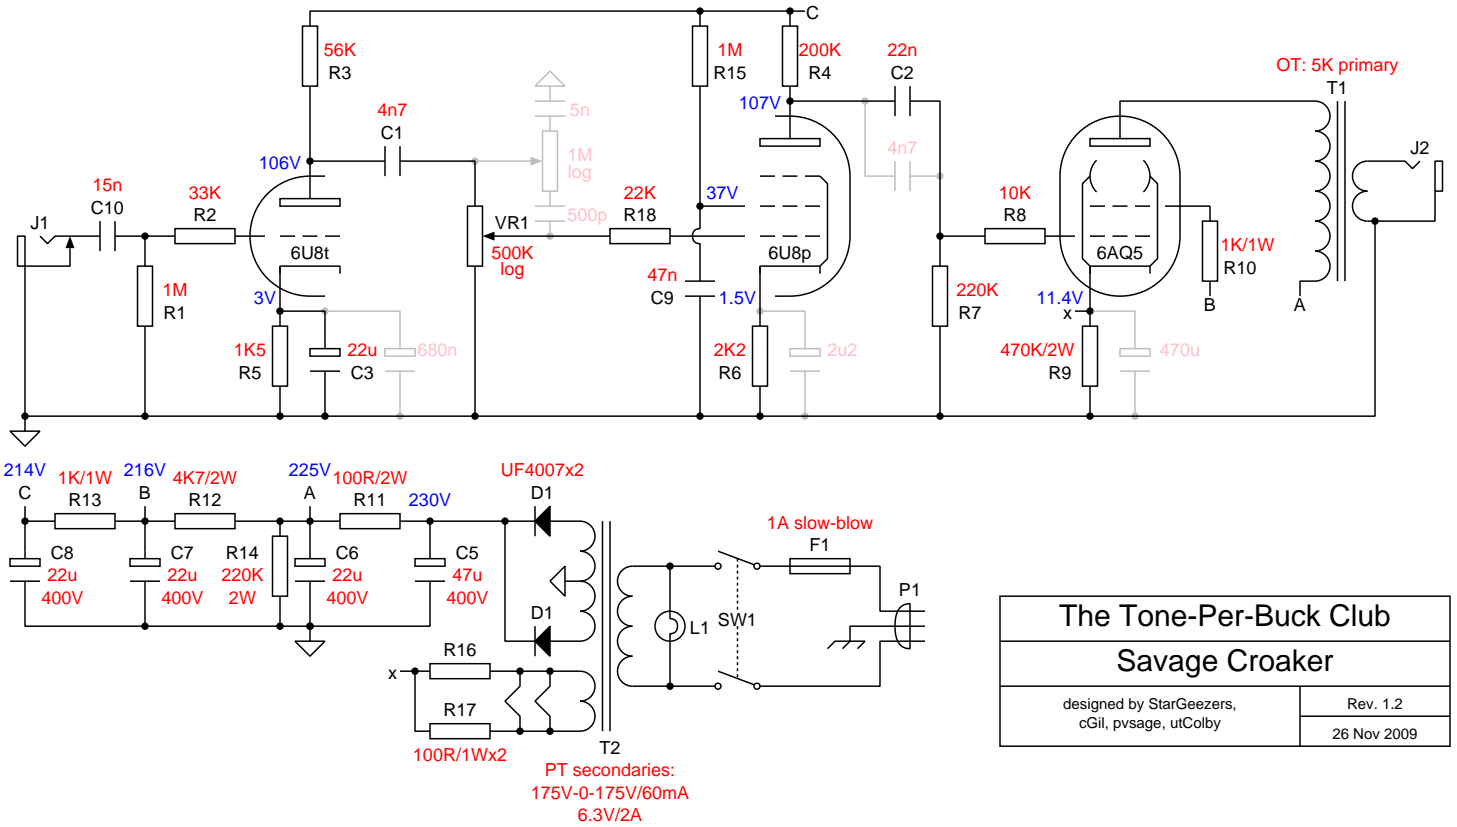 C
56K
R3
1M
R15
200K
R4
22n
C2
OT: 5K primary
T1
4n7
C1
5n
107V
106V
1M
log
4n7
J2
15n
C10
33K
R2
500p
22K
R18
37V
10K
R8
J1
VR1
500K
log
6U8t
6U8p
6AQ5
1K/1W
R10
1M
R1
3V
47n
C9
1.5V
220K
R7
11.4V
x
B
A
1K5
R5
22u
C3
680n
2K2
R6
2u2
470K/2W
R9
470u
214V
C
1K/1W
R13
216V
B
4K7/2W
R12
225V
A
100R/2W
R11
230V
UF4007x2
D1
1A slow-blow
F1
C8
22u
400V
C7
22u
400V
R14
220K
2W
C6
22u
400V
C5
47u
400V
D1
L1
SW1
P1
x
R16
R17
100R/1Wx2
T2
PT secondaries:
175V-0-175V/60mA
6.3V/2A
The Tone-Per-Buck Club
Savage Croaker
designed by StarGeezers,
cGil, pvsage, utColby
Rev. 1.2
26 Nov 2009